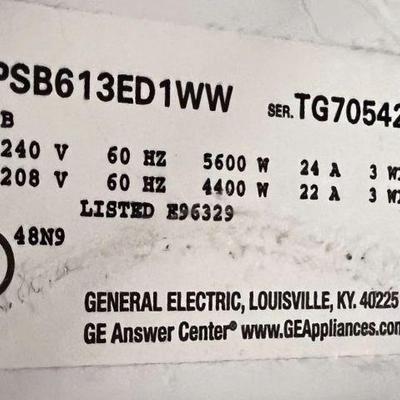 PSB613ED1WW SER. TG70542
B
240 V 60 HZ 5600 W 24 A 3 W
208 V 60 HZ 4400 W 22 A 3 W
LISTED E96329
48N9
GENERAL ELECTRIC, LOUISVILLE, KY. 40225
GE Answer Center® www.GEAppliances.com